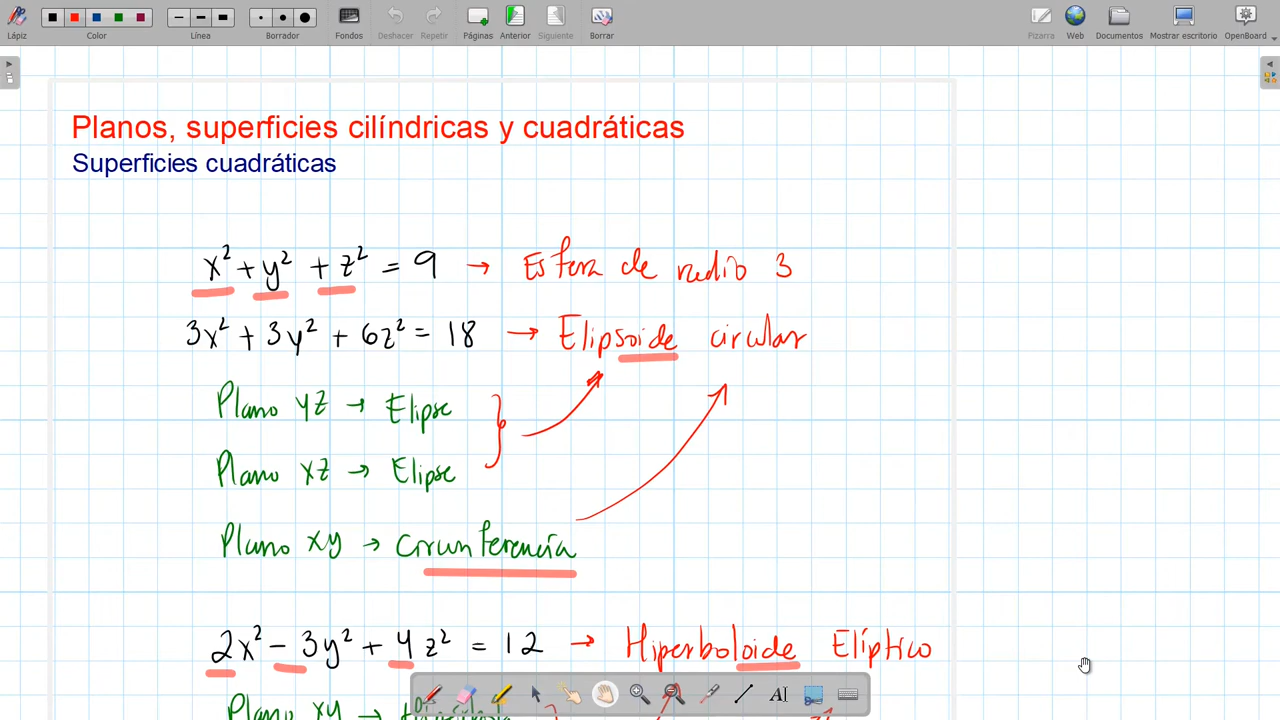 Lápiz Color Línea Borrador Fondos Deshacer Repetir Páginas Anterior Siguiente Borrar Pizarra Web Documentos Mostrar escritorio OpenBoard
Planos, superficies cilíndricas y cuadráticas
Superficies cuadráticas
x² + y² + z² = 9 → Esfera de radio 3
3x² + 3y² + 6z² = 18 → Elipsoide circular
Plano yz → Elipse
Plano xz → Elipse
Plano xy → Circunferencia
2x² - 3y² + 4z² = 12 → Hiperboloide Elíptico
Plano xy →